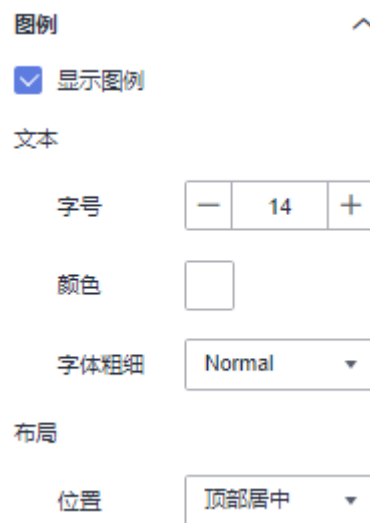 图例
显示图例
文本
字号 14
颜色
字体粗细 Normal
布局
位置 顶部居中